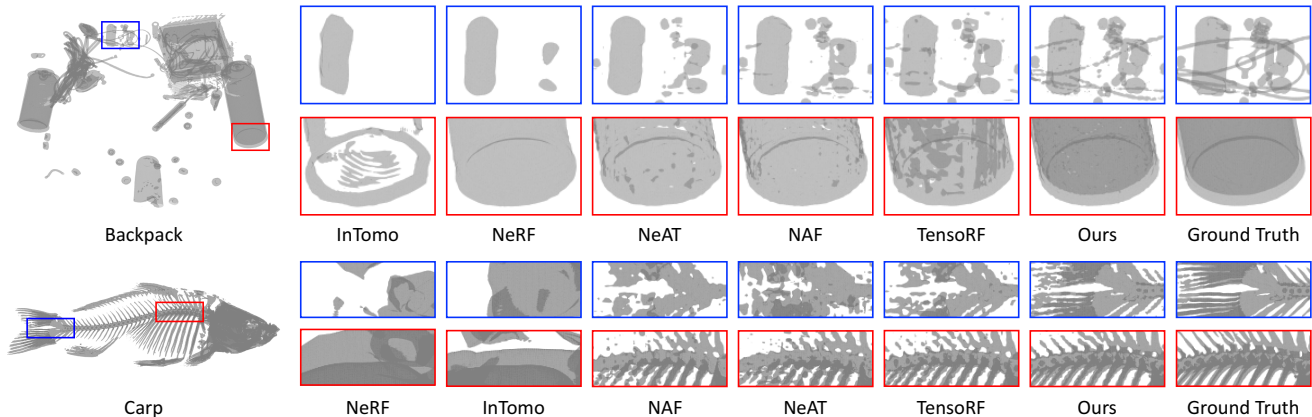 Backpack InTomo NeRF NeAT NAF TensoRF Ours Ground Truth
Carp NeRF InTomo NAF NeAT TensoRF Ours Ground Truth